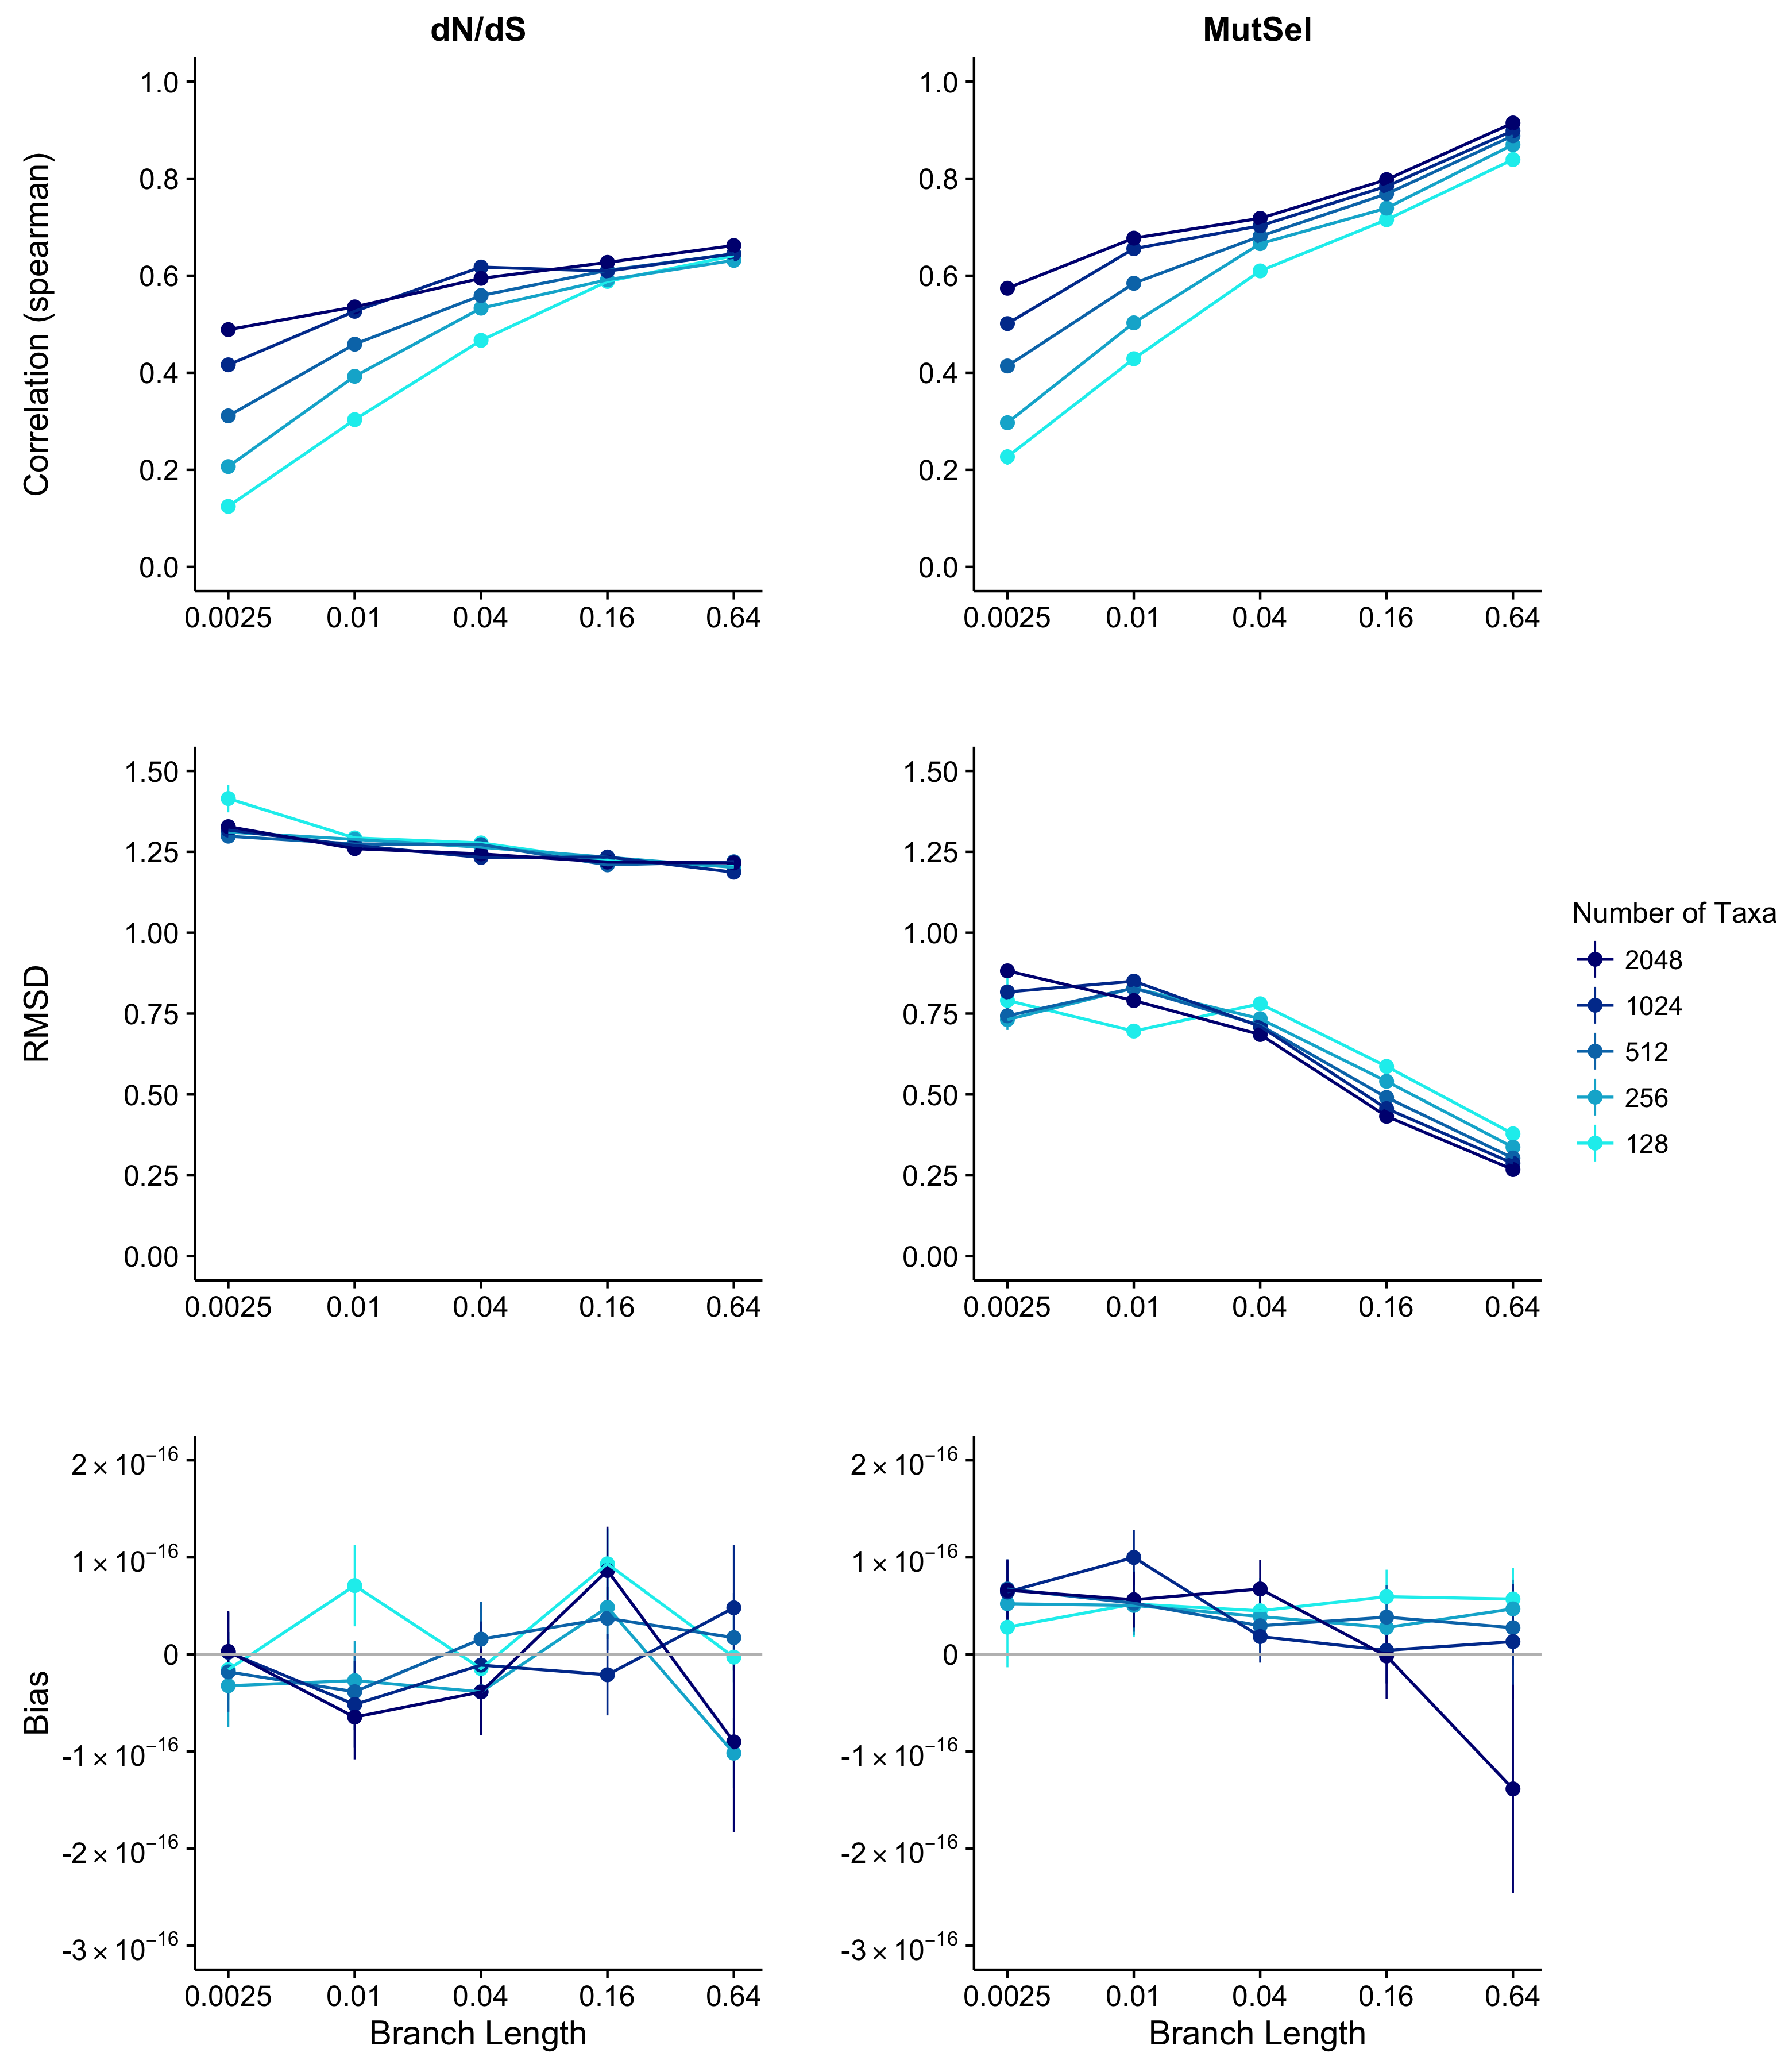 dN/dS
MutSel
Correlation (spearman)
1.0
0.8
0.6
0.4
0.2
0.0
0.0025 0.01 0.04 0.16 0.64
1.0
0.8
0.6
0.4
0.2
0.0
0.0025 0.01 0.04 0.16 0.64
RMSD
1.50
1.25
1.00
0.75
0.50
0.25
0.00
0.0025 0.01 0.04 0.16 0.64
1.50
1.25
1.00
0.75
0.50
0.25
0.00
0.0025 0.01 0.04 0.16 0.64
Number of Taxa
2048
1024
512
256
128
Bias
2 × 10⁻¹⁶
1 × 10⁻¹⁶
0
-1 × 10⁻¹⁶
-2 × 10⁻¹⁶
-3 × 10⁻¹⁶
0.0025 0.01 0.04 0.16 0.64
Branch Length
2 × 10⁻¹⁶
1 × 10⁻¹⁶
0
-1 × 10⁻¹⁶
-2 × 10⁻¹⁶
-3 × 10⁻¹⁶
0.0025 0.01 0.04 0.16 0.64
Branch Length